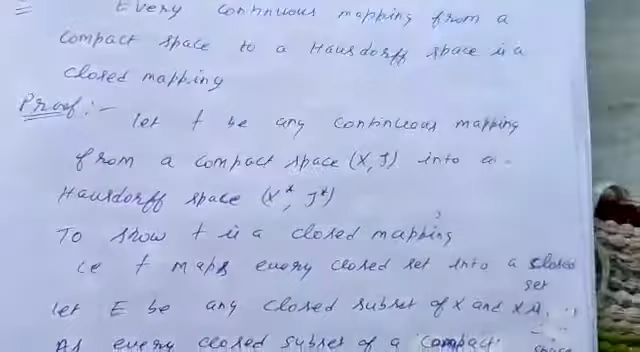 = Every continuous mapping from a
compact space to a Hausdorff space is a
closed mapping
Proof :- let f be any continuous mapping
from a compact space (X, J) into a
Hausdorff space (X*, J*)
To show f is a closed mapping
ie f maps every closed set into a closed
set
let E be any closed subset of X and
As every closed subset of a compact
space